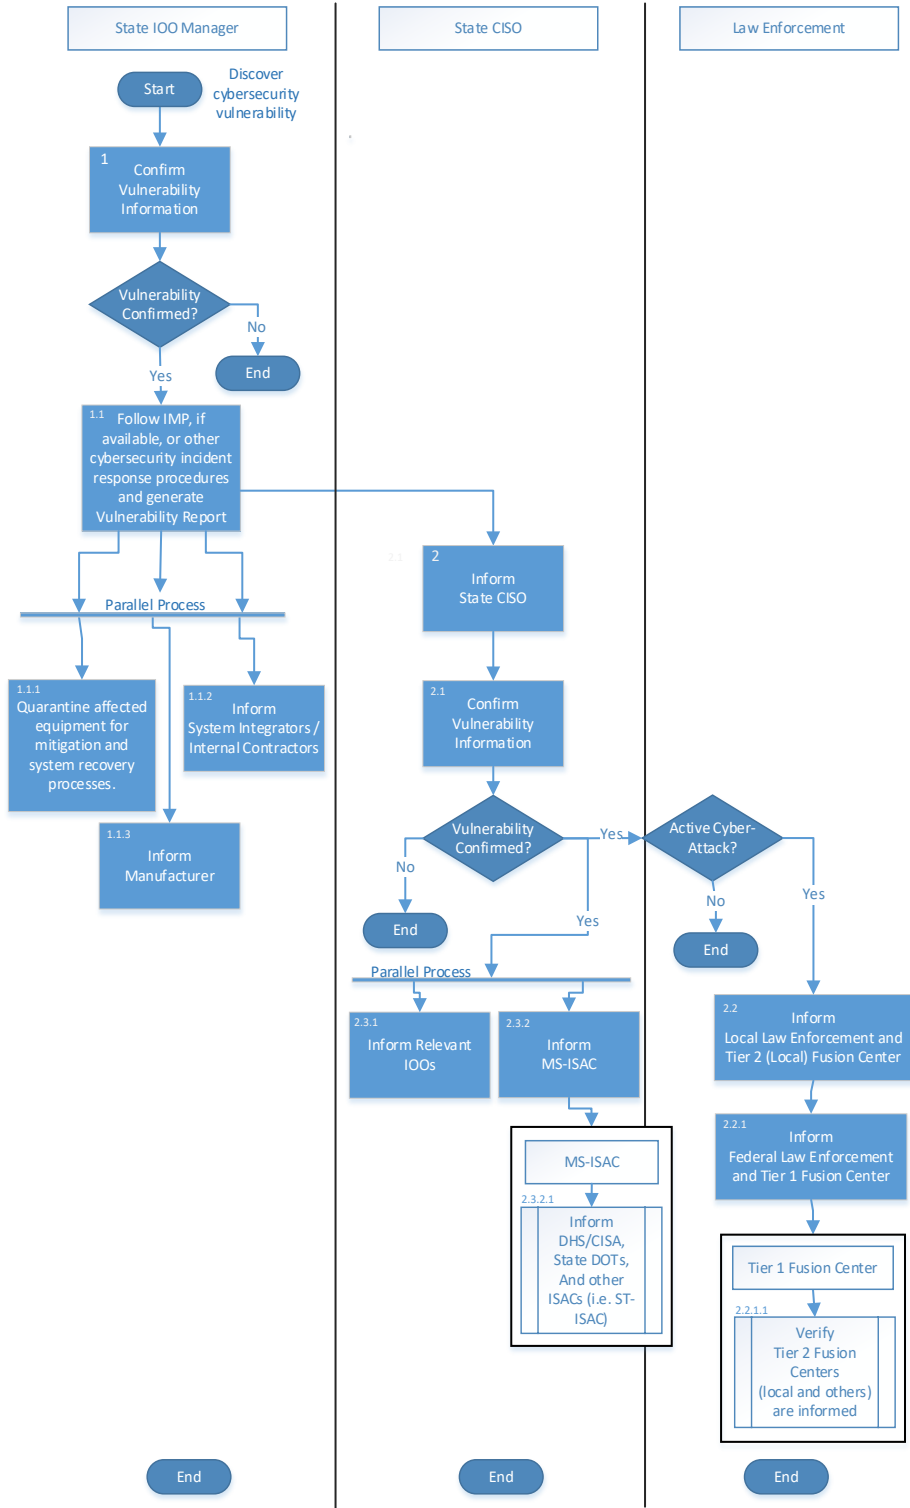 State IOO Manager
State CISO
Law Enforcement
Start
Discover
cybersecurity
vulnerability
1
Confirm
Vulnerability
Information
Vulnerability
Confirmed?
No
End
Yes
1.1
Follow IMP, if
available, or other
cybersecurity incident
response procedures
and generate
Vulnerability Report
2.1
2
Inform
State CISO
Parallel Process
1.1.1
Quarantine affected
equipment for
mitigation and
system recovery
processes.
1.1.2
Inform
System Integrators /
Internal Contractors
1.1.3
Inform
Manufacturer
2.1
Confirm
Vulnerability
Information
Vulnerability
Confirmed?
No
End
Yes
Yes
Active Cyber-
Attack?
No
End
Yes
Parallel Process
2.3.1
Inform Relevant
IOOs
2.3.2
Inform
MS-ISAC
2.2
Inform
Local Law Enforcement and
Tier 2 (Local) Fusion Center
2.2.1
Inform
Federal Law Enforcement
and Tier 1 Fusion Center
MS-ISAC
2.3.2.1
Inform
DHS/CISA,
State DOTs,
And other
ISACs (i.e. ST-
ISAC)
Tier 1 Fusion Center
2.2.1.1
Verify
Tier 2 Fusion
Centers
(local and others)
are informed
End
End
End